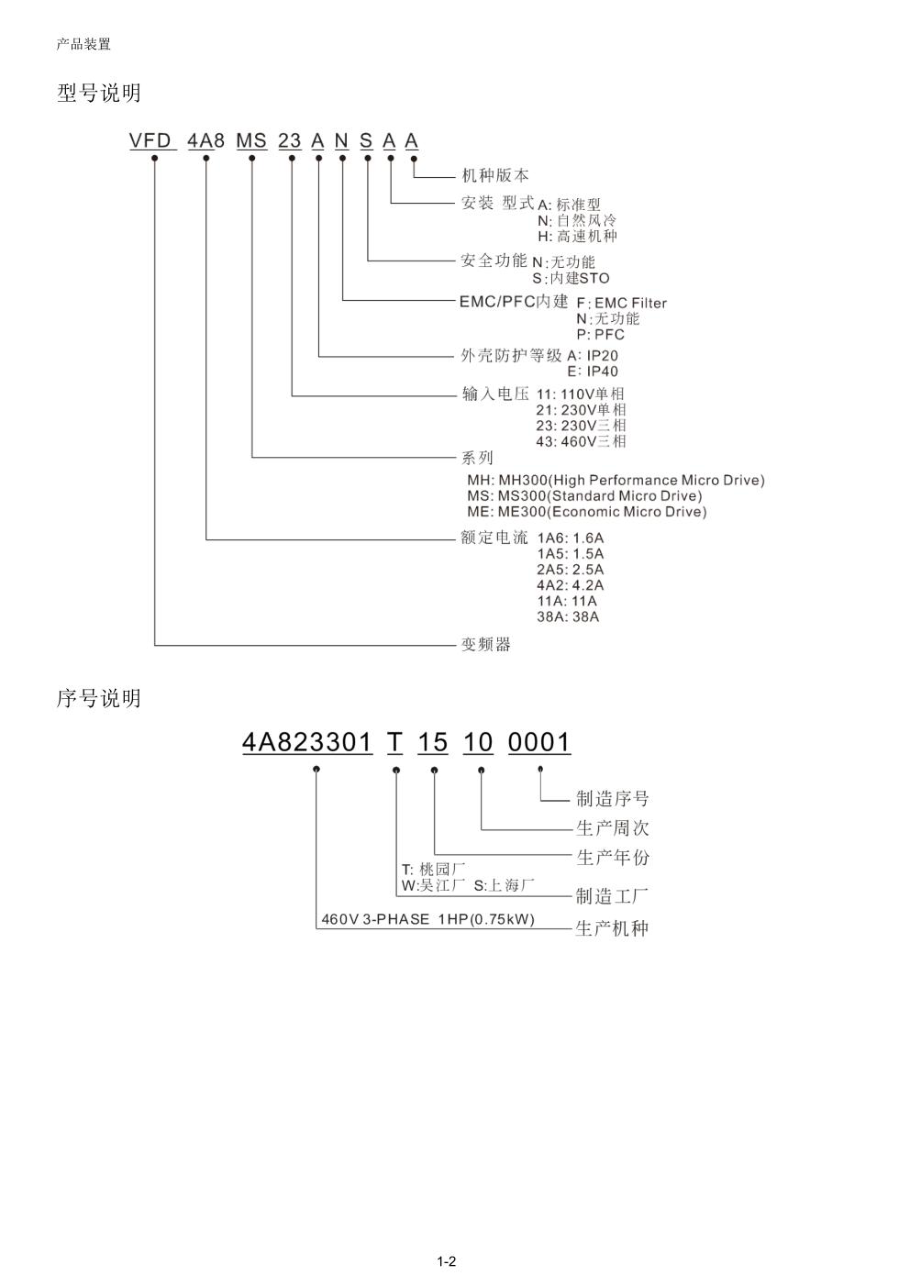 产品装置
型号说明
VFD 4A8 MS 23 A N S A A
机种版本
安装 型式 A: 标准型
N: 自然风冷
H: 高速机种
安全功能 N:无功能
S:内建STO
EMC/PFC内建 F: EMC Filter
N:无功能
P: PFC
外壳防护等级 A: IP20
E: IP40
输入电压 11: 110V单相
21: 230V单相
23: 230V三相
43: 460V三相
系列
MH: MH300(High Performance Micro Drive)
MS: MS300(Standard Micro Drive)
ME: ME300(Economic Micro Drive)
额定电流 1A6: 1.6A
1A5: 1.5A
2A5: 2.5A
4A2: 4.2A
11A: 11A
38A: 38A
变频器
序号说明
4A823301 T 15 10 0001
制造序号
生产周次
生产年份
T: 桃园厂
W:吴江厂 S:上海厂
制造工厂
460V 3-PHASE 1HP(0.75kW)
生产机种
1-2